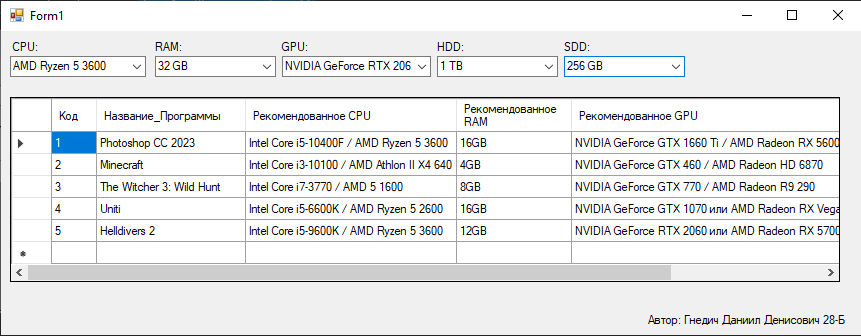 Form1
CPU: RAM: GPU: HDD: SDD:
AMD Ryzen 5 3600 32 GB NVIDIA GeForce RTX 206 1 TB 256 GB
Код Название_Программы Рекомендованное CPU Рекомендованное RAM Рекомендованное GPU
1 Photoshop CC 2023 Intel Core i5-10400F / AMD Ryzen 5 3600 16GB NVIDIA GeForce GTX 1660 Ti / AMD Radeon RX 5600
2 Minecraft Intel Core i3-10100 / AMD Athlon II X4 640 4GB NVIDIA GeForce GTX 460 / AMD Radeon HD 6870
3 The Witcher 3: Wild Hunt Intel Core i7-3770 / AMD 5 1600 8GB NVIDIA GeForce GTX 770 / AMD Radeon R9 290
4 Uniti Intel Core i5-6600K / AMD Ryzen 5 2600 16GB NVIDIA GeForce GTX 1070 или AMD Radeon RX Vega
5 Helldivers 2 Intel Core i5-9600K / AMD Ryzen 5 3600 12GB NVIDIA GeForce RTX 2060 или AMD Radeon RX 5700
Автор: Гнедич Даниил Денисович 28-Б